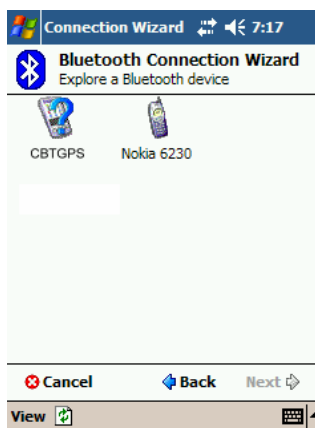 Connection Wizard 7:17
Bluetooth Connection Wizard
Explore a Bluetooth device
CBTGPS Nokia 6230
Cancel Back Next
View